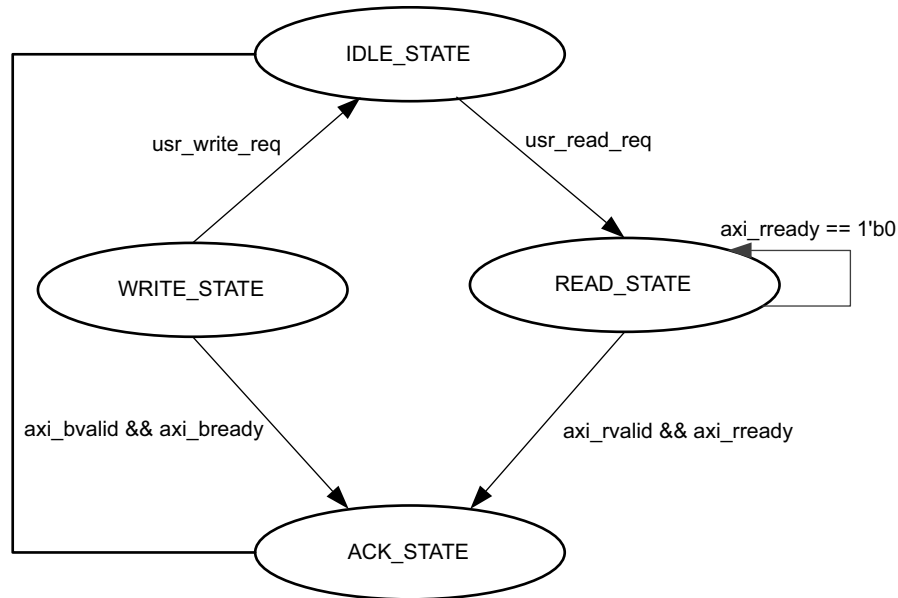 IDLE_STATE
usr_write_req
usr_read_req
axi_rready == 1'b0
WRITE_STATE
READ_STATE
axi_bvalid && axi_bready
axi_rvalid && axi_rready
ACK_STATE